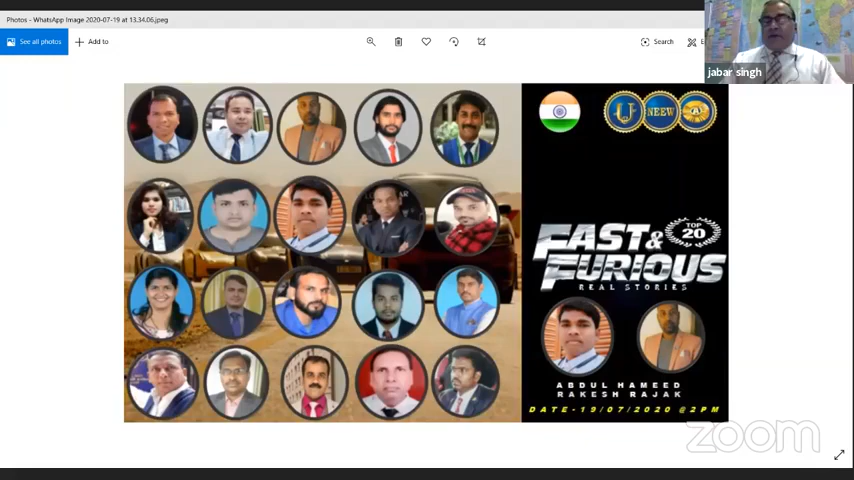 Photos - WhatsApp Image 2020-07-19 at 13.34.06.jpeg
See all photos
Add to
Search
jabar singh
U
NEEW
A
TOP
20
FAST &
FURIOUS
REAL STORIES
ABDUL HAMEED
RAKESH RAJAK
DATE-19/07/2020 @2PM
zoom